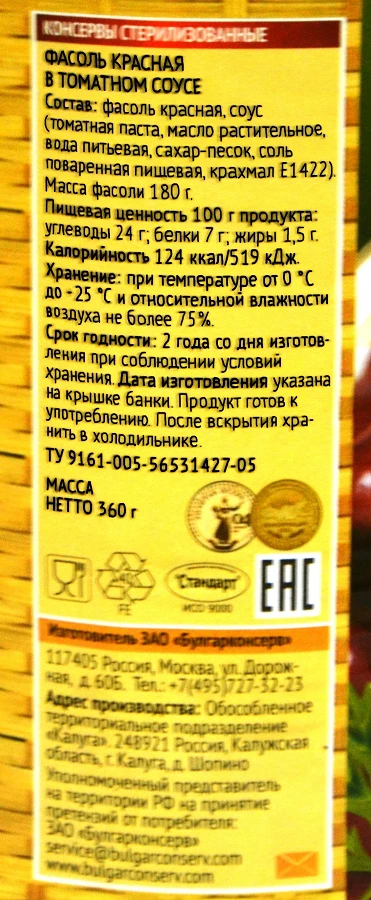 КОНСЕРВЫ СТЕРИЛИЗОВАННЫЕ
ФАСОЛЬ КРАСНАЯ
В ТОМАТНОМ СОУСЕ
Состав: фасоль красная, соус
(томатная паста, масло растительное,
вода питьевая, сахар-песок, соль
поваренная пищевая, крахмал Е1422).
Масса фасоли 180 г.
Пищевая ценность 100 г продукта:
углеводы 24 г; белки 7 г; жиры 1,5 г.
Калорийность 124 ккал/519 кДж.
Хранение: при температуре от 0 °С
до +25 °С и относительной влажности
воздуха не более 75%.
Срок годности: 2 года со дня изготов-
ления при соблюдении условий
хранения. Дата изготовления указана
на крышке банки. Продукт готов к
употреблению. После вскрытия хра-
нить в холодильнике.
ТУ 9161-005-56531427-05
МАССА
НЕТТО 360 г
40
FE
"Стандарт"
ИСО 9000
ЕАС
Изготовитель ЗАО «Булгарконсерв»
117405 Россия, Москва, ул. Дорож-
ная, д. 60Б. Тел.: +7(495)727-32-23
Адрес производства: Обособленное
территориальное подразделение
«Калуга». 248921 Россия, Калужская
область, г. Калуга, д. Шопино
Уполномоченный представитель
на территории РФ на принятие
претензий от потребителя:
ЗАО «Булгарконсерв»
service@bulgarconserv.com
www.bulgarconserv.com